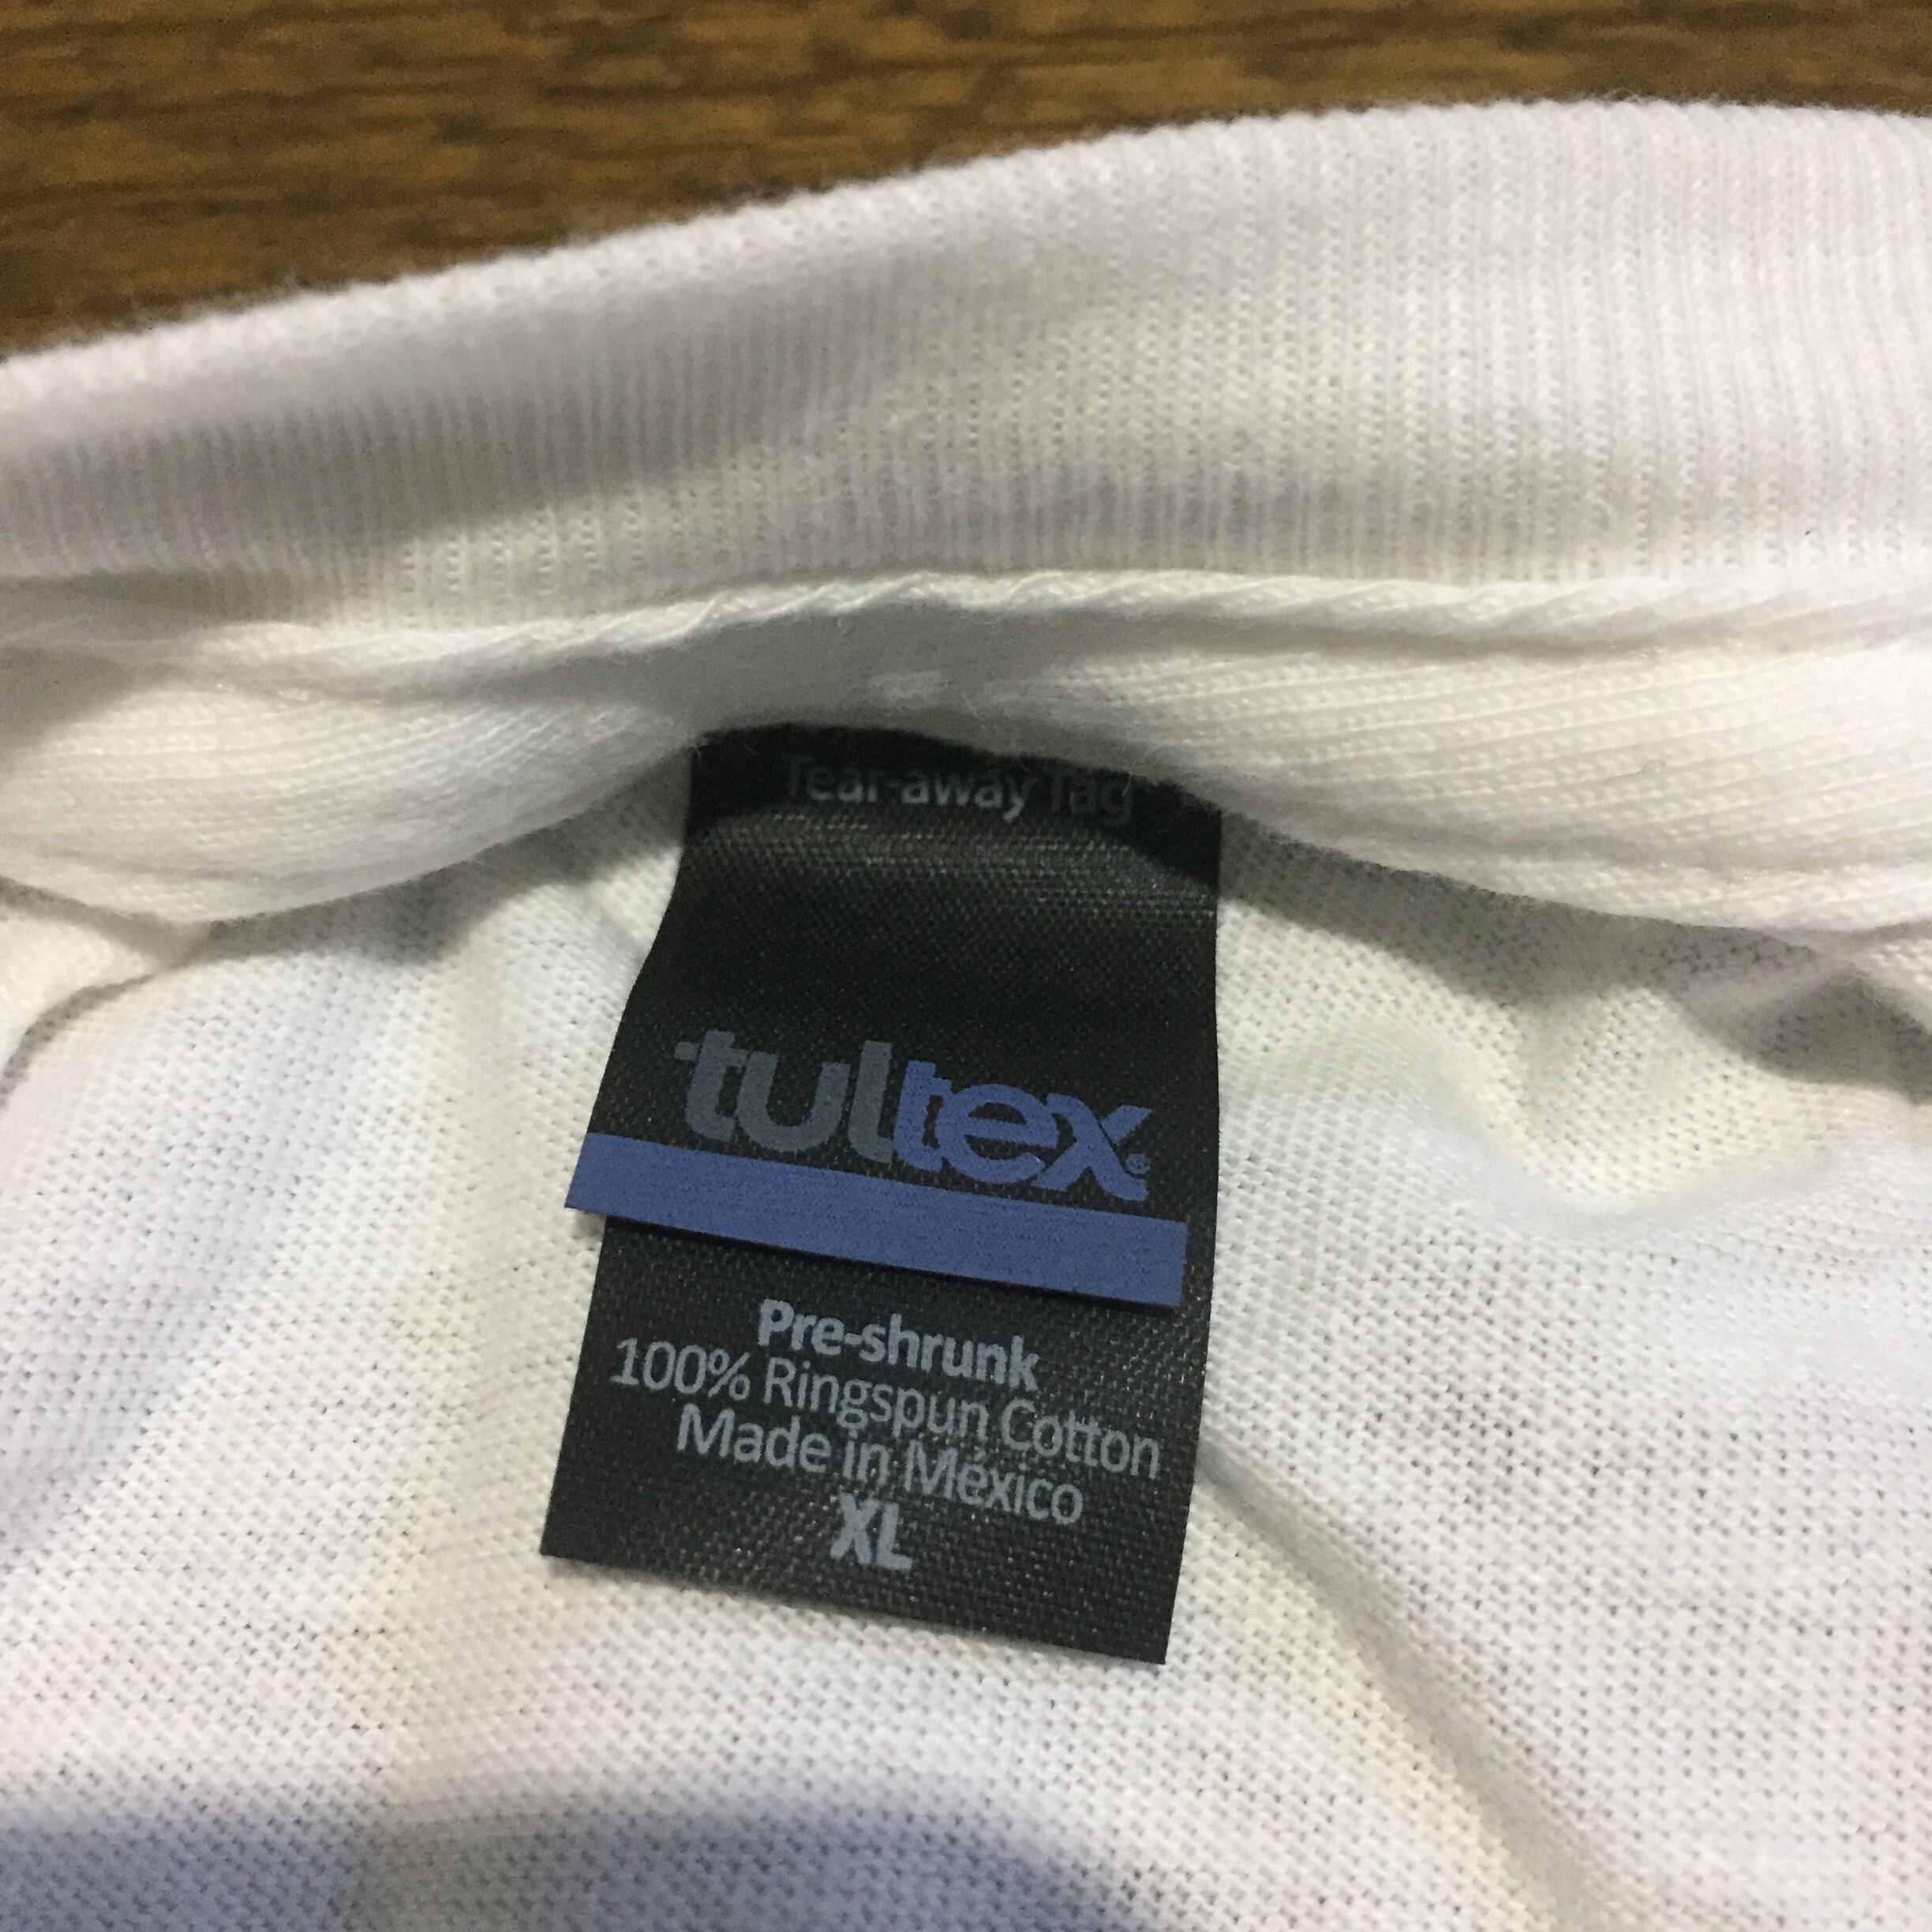 Tear-away Tag
tultex®
Pre-shrunk
100% Ringspun Cotton
Made in México
XL